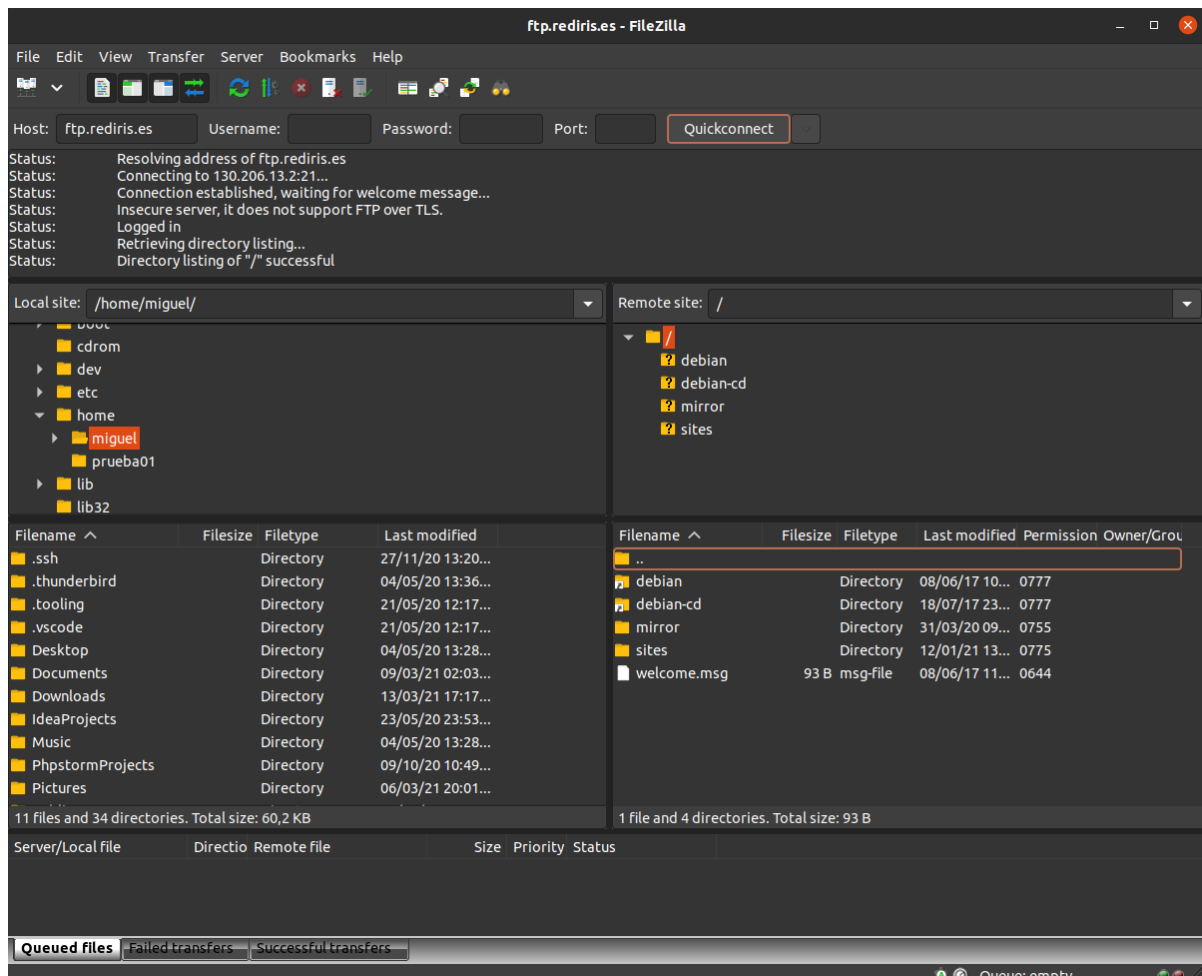 ftp.rediris.es - FileZilla
File Edit View Transfer Server Bookmarks Help
Host: ftp.rediris.es Username: Password: Port: Quickconnect
Status: Resolving address of ftp.rediris.es
Status: Connecting to 130.206.13.2:21...
Status: Connection established, waiting for welcome message...
Status: Insecure server, it does not support FTP over TLS.
Status: Logged in
Status: Retrieving directory listing...
Status: Directory listing of "/" successful
Local site: /home/miguel/
boot
cdrom
dev
etc
home
miguel
prueba01
lib
lib32
Remote site: /
/
debian
debian-cd
mirror
sites
Filename Filesize Filetype Last modified
.ssh Directory 27/11/20 13:20...
.thunderbird Directory 04/05/20 13:36...
.tooling Directory 21/05/20 12:17...
.vscode Directory 21/05/20 12:17...
Desktop Directory 04/05/20 13:28...
Documents Directory 09/03/21 02:03...
Downloads Directory 13/03/21 17:17...
IdeaProjects Directory 23/05/20 23:53...
Music Directory 04/05/20 13:28...
PhpstormProjects Directory 09/10/20 10:49...
Pictures Directory 06/03/21 20:01...
11 files and 34 directories. Total size: 60,2 KB
Filename Filesize Filetype Last modified Permission Owner/Grou
..
debian Directory 08/06/17 10... 0777
debian-cd Directory 18/07/17 23... 0777
mirror Directory 31/03/20 09... 0755
sites Directory 12/01/21 13... 0775
welcome.msg 93 B msg-file 08/06/17 11... 0644
1 file and 4 directories. Total size: 93 B
Server/Local file Directio Remote file Size Priority Status
Queued files Failed transfers Successful transfers
Queue: empty